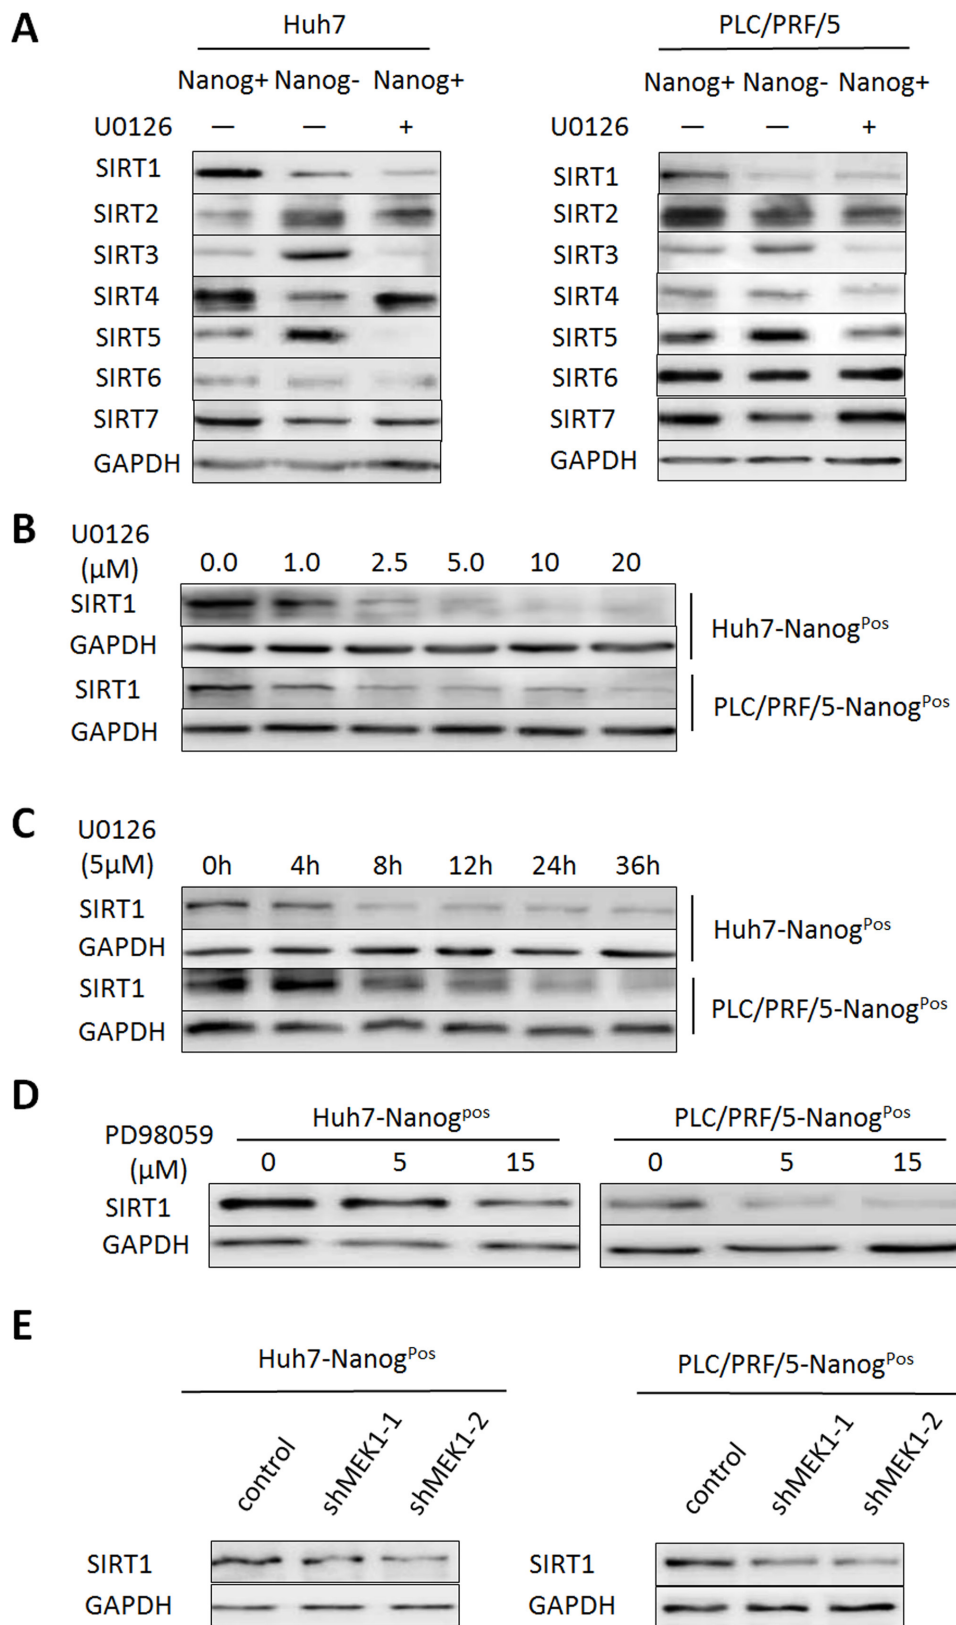 A
Huh7
PLC/PRF/5
Nanog+ Nanog- Nanog+
Nanog+ Nanog- Nanog+
U0126 — — +
U0126 — — +
SIRT1
SIRT2
SIRT3
SIRT4
SIRT5
SIRT6
SIRT7
GAPDH
SIRT1
SIRT2
SIRT3
SIRT4
SIRT5
SIRT6
SIRT7
GAPDH
B
U0126
(μM)
0.0 1.0 2.5 5.0 10 20
SIRT1
GAPDH
Huh7-NanogPos
SIRT1
GAPDH
PLC/PRF/5-NanogPos
C
U0126
(5μM)
0h 4h 8h 12h 24h 36h
SIRT1
GAPDH
Huh7-NanogPos
SIRT1
GAPDH
PLC/PRF/5-NanogPos
D
Huh7-Nanogpos
PLC/PRF/5-NanogPos
PD98059
(μM)
0 5 15
0 5 15
SIRT1
GAPDH
E
Huh7-NanogPos
PLC/PRF/5-NanogPos
control shMEK1-1 shMEK1-2
control shMEK1-1 shMEK1-2
SIRT1
GAPDH
SIRT1
GAPDH